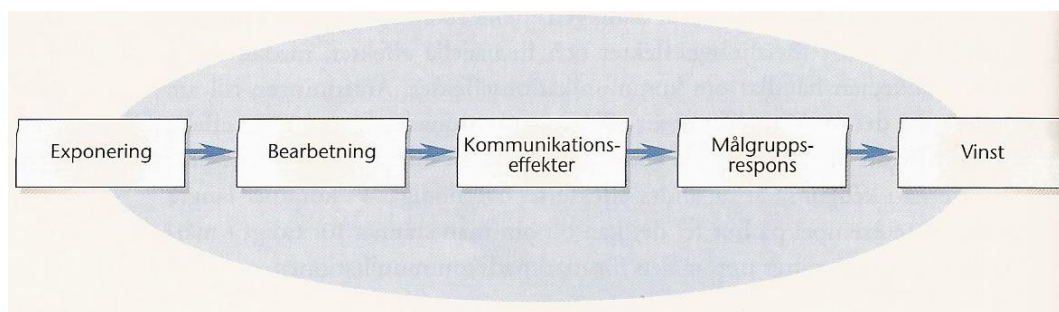 Exponering
Bearbetning
Kommunikations-
effekter
Målgrupps-
respons
Vinst